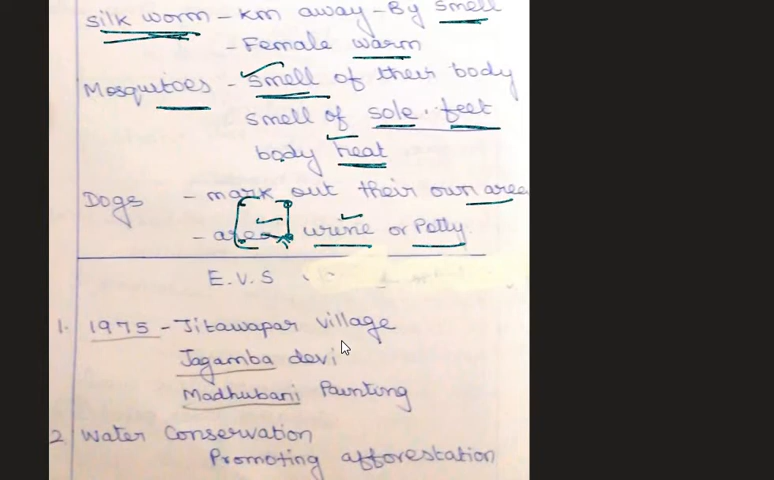 silk worm - Km away - By smell
- Female warm
Mosquitoes - smell of their body
smell of sole. feet
body heat
Dogs - mark out their own area
- area urine or Potty.
E.V.S
1. 1975 - Jitawapar village
Jagamba devi
Madhubani Painting
2 Water Conservation
Promoting afforestation